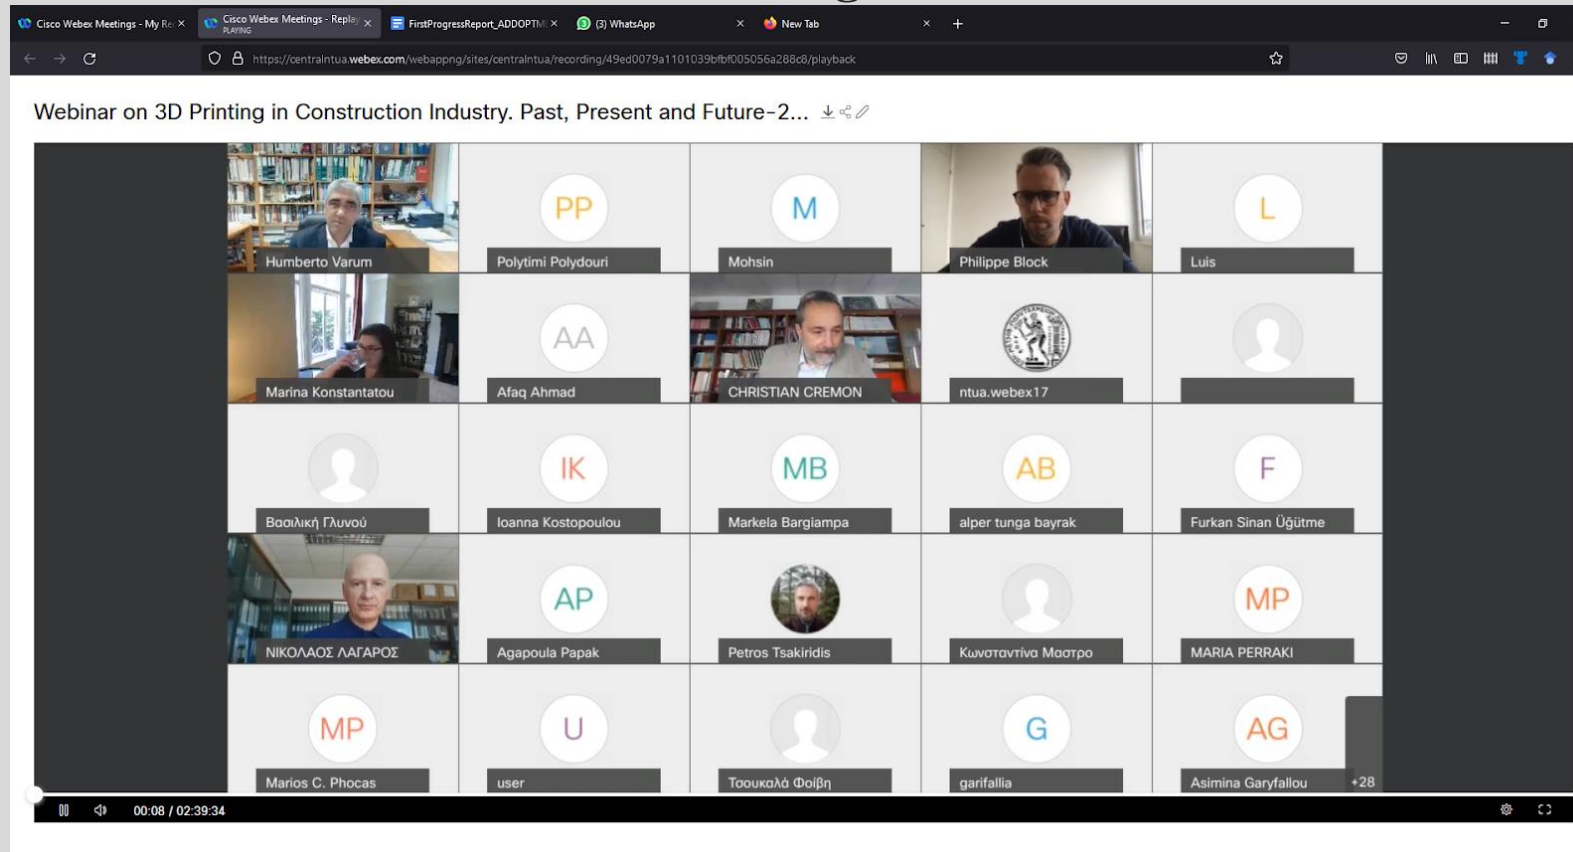 Cisco Webex Meetings - My Rec
Cisco Webex Meetings - Replay
PLAYING
FirstProgressReport_ADDOPTM
(3) WhatsApp
New Tab
https://centralntua.webex.com/webappng/sites/centralntua/recording/49ed0079a1101039bfbf005056a288c8/playback
Webinar on 3D Printing in Construction Industry. Past, Present and Future-2...
PP
M
L
Humberto Varum
Polytimi Polydouri
Mohsin
Philippe Block
Luis
AA
Marina Konstantatou
Afaq Ahmad
CHRISTIAN CREMON
ntua.webex17
IK
MB
AB
F
Βασιλική Γλυνού
Ioanna Kostopoulou
Markela Bargiampa
alper tunga bayrak
Furkan Sinan Üğütme
AP
MP
ΝΙΚΟΛΑΟΣ ΛΑΓΑΡΟΣ
Agapoula Papak
Petros Tsakiridis
Κωνσταντίνα Μαστρο
MARIA PERRAKI
MP
U
G
AG
Marios C. Phocas
user
Τσουκαλά Φοίβη
garifallia
Asimina Garyfallou
+28
00:08 / 02:39:34